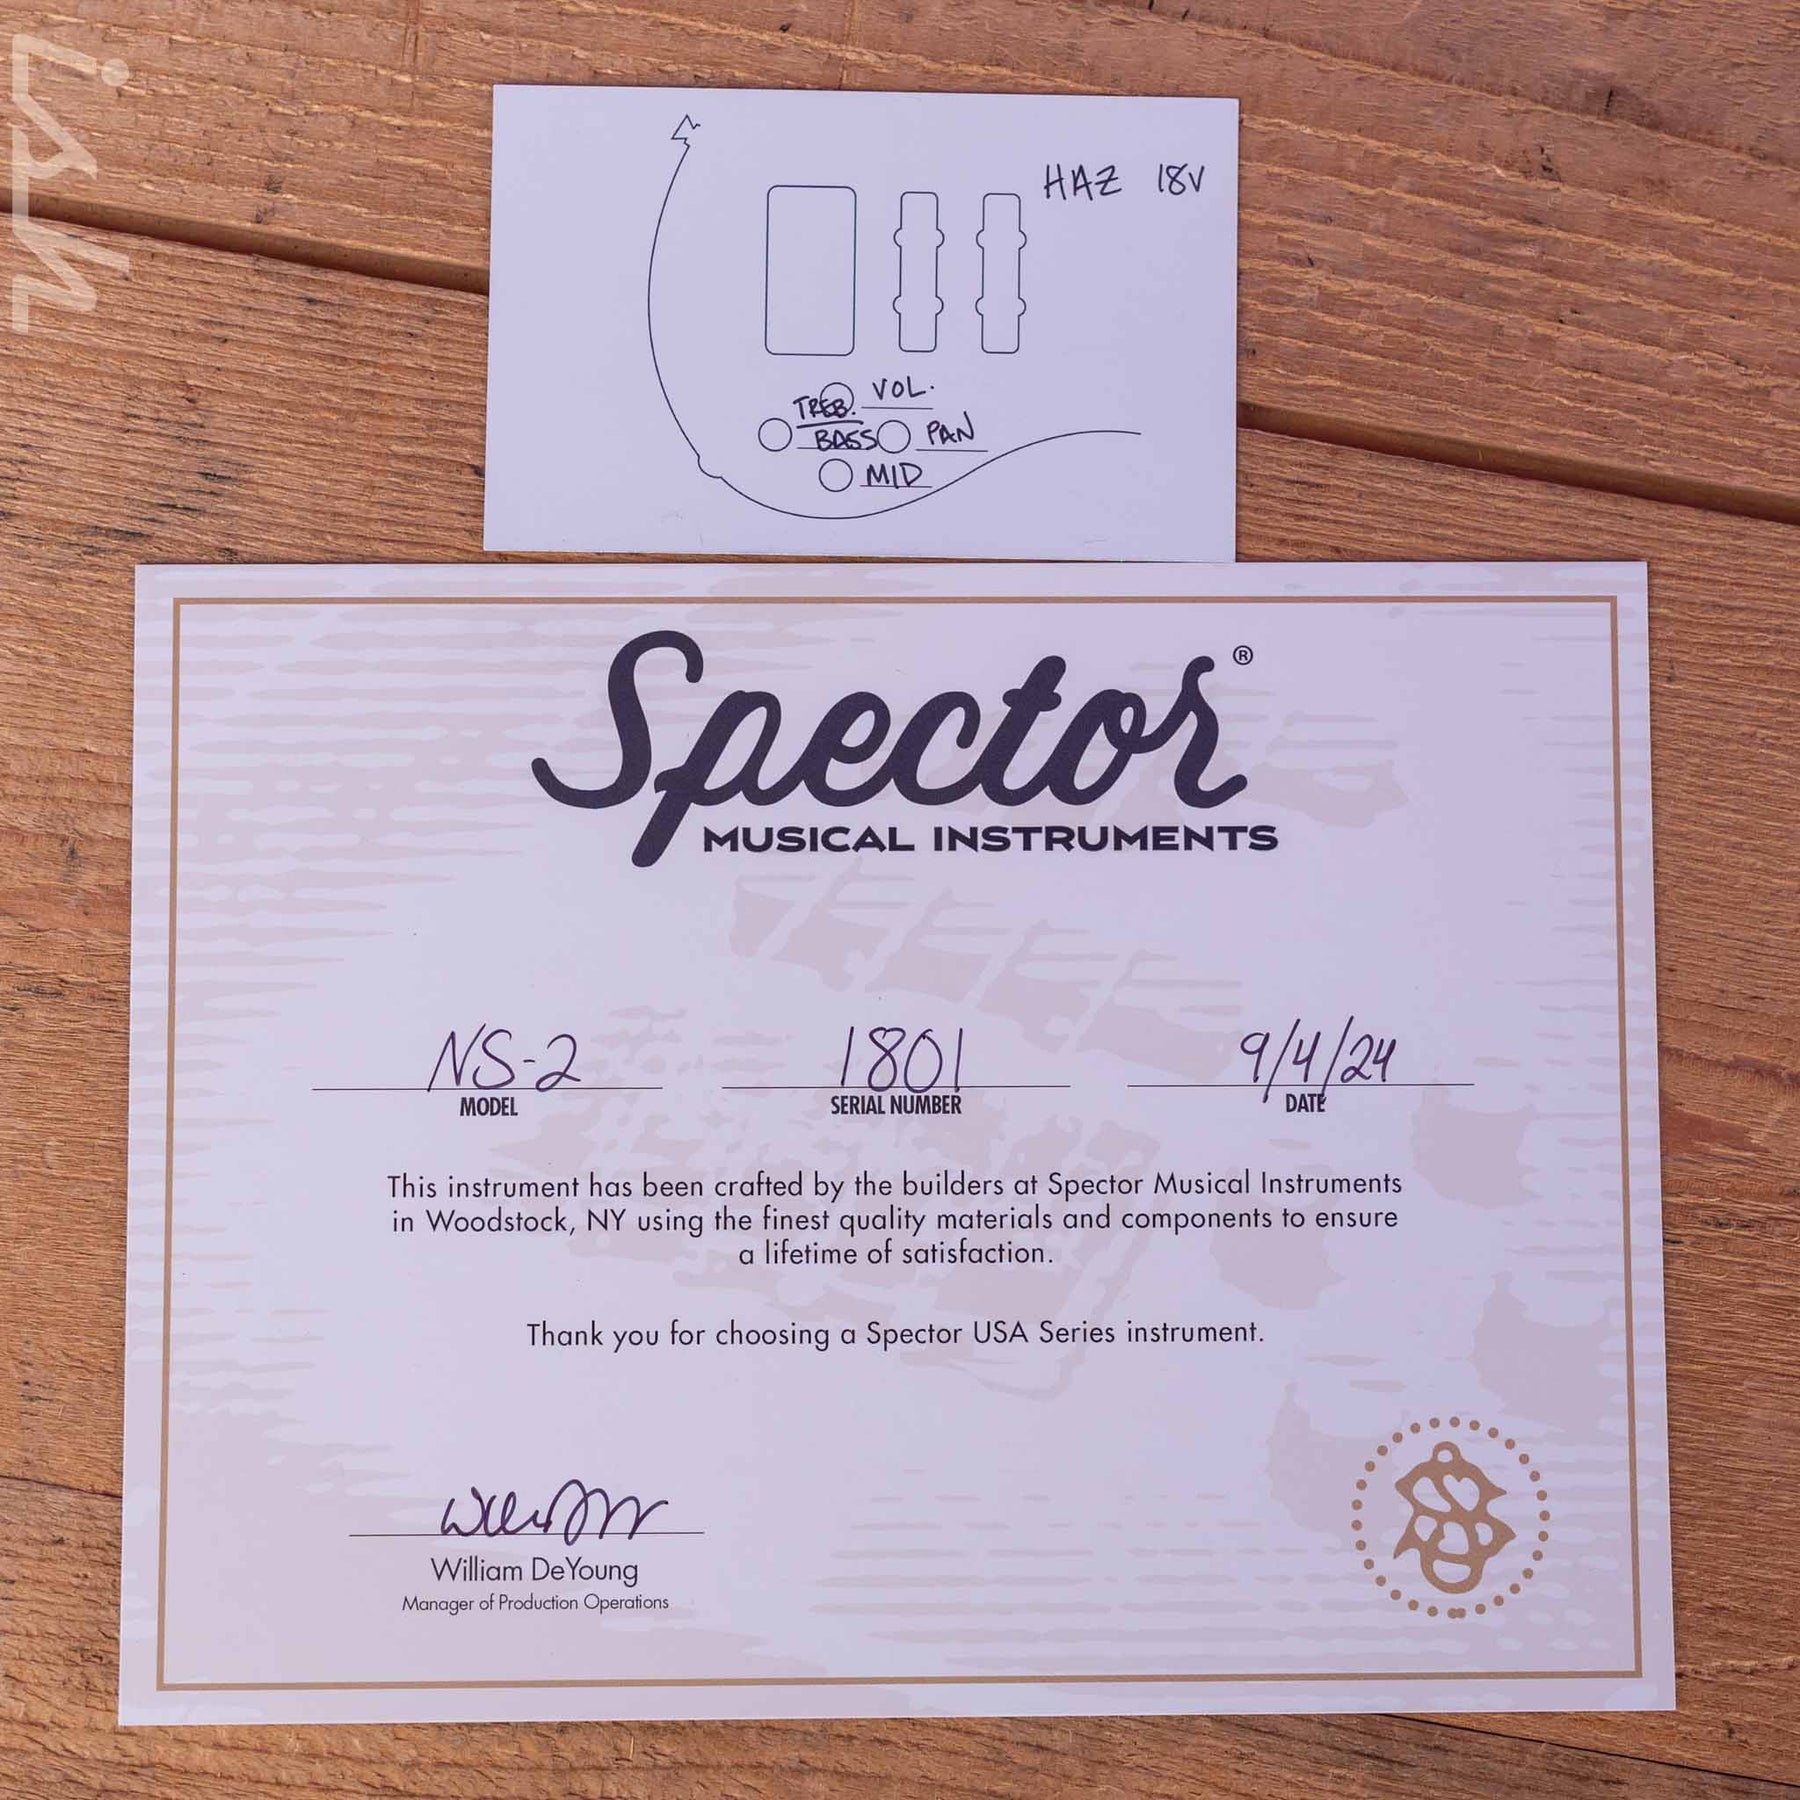 ish
HAZ 18V
VOL.
TREB.
BASS PAN
MID
Spector®
MUSICAL INSTRUMENTS
NS-2 1801 9/4/24
MODEL SERIAL NUMBER DATE
This instrument has been crafted by the builders at Spector Musical Instruments
in Woodstock, NY using the finest quality materials and components to ensure
a lifetime of satisfaction.
Thank you for choosing a Spector USA Series instrument.
William DeYoung
Manager of Production Operations